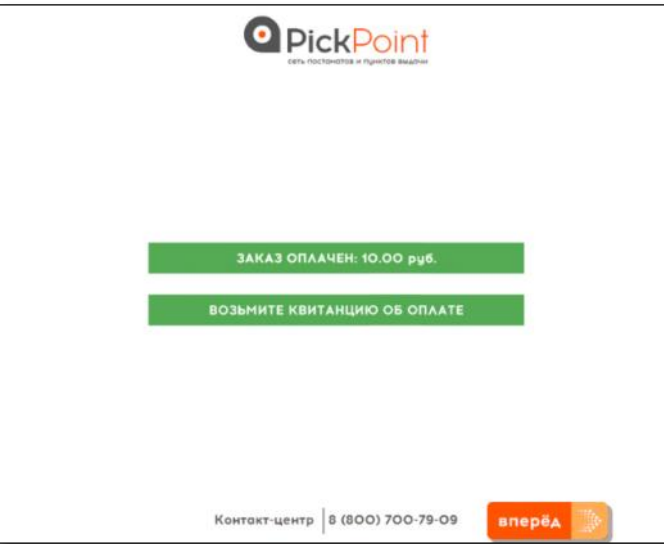 PickPoint
сеть постаматов и пунктов выдачи
ЗАКАЗ ОПЛАЧЕН: 10.00 руб.
ВОЗЬМИТЕ КВИТАНЦИЮ ОБ ОПЛАТЕ
Контакт-центр 8 (800) 700-79-09
вперёд